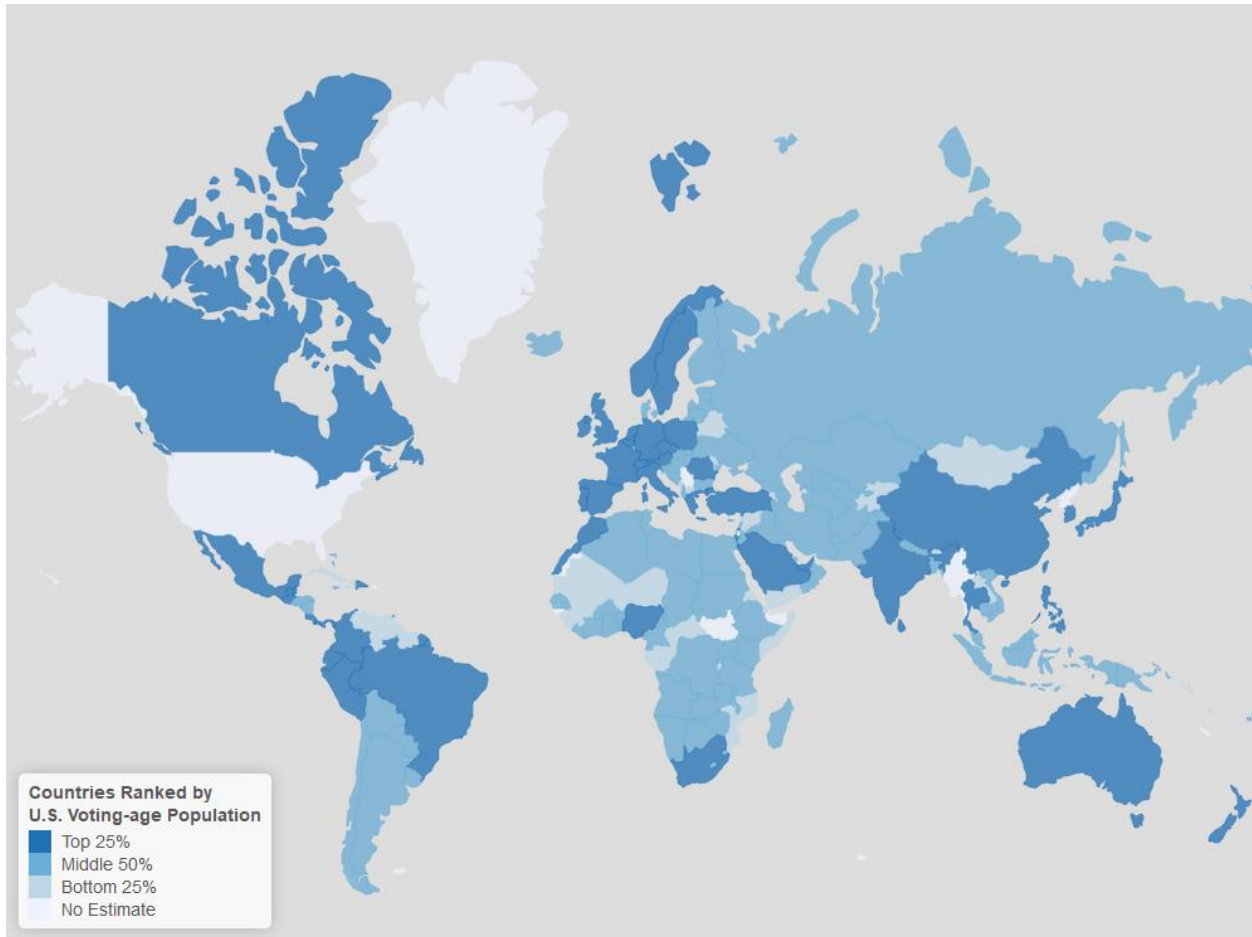 Countries Ranked by
U.S. Voting-age Population
Top 25%
Middle 50%
Bottom 25%
No Estimate